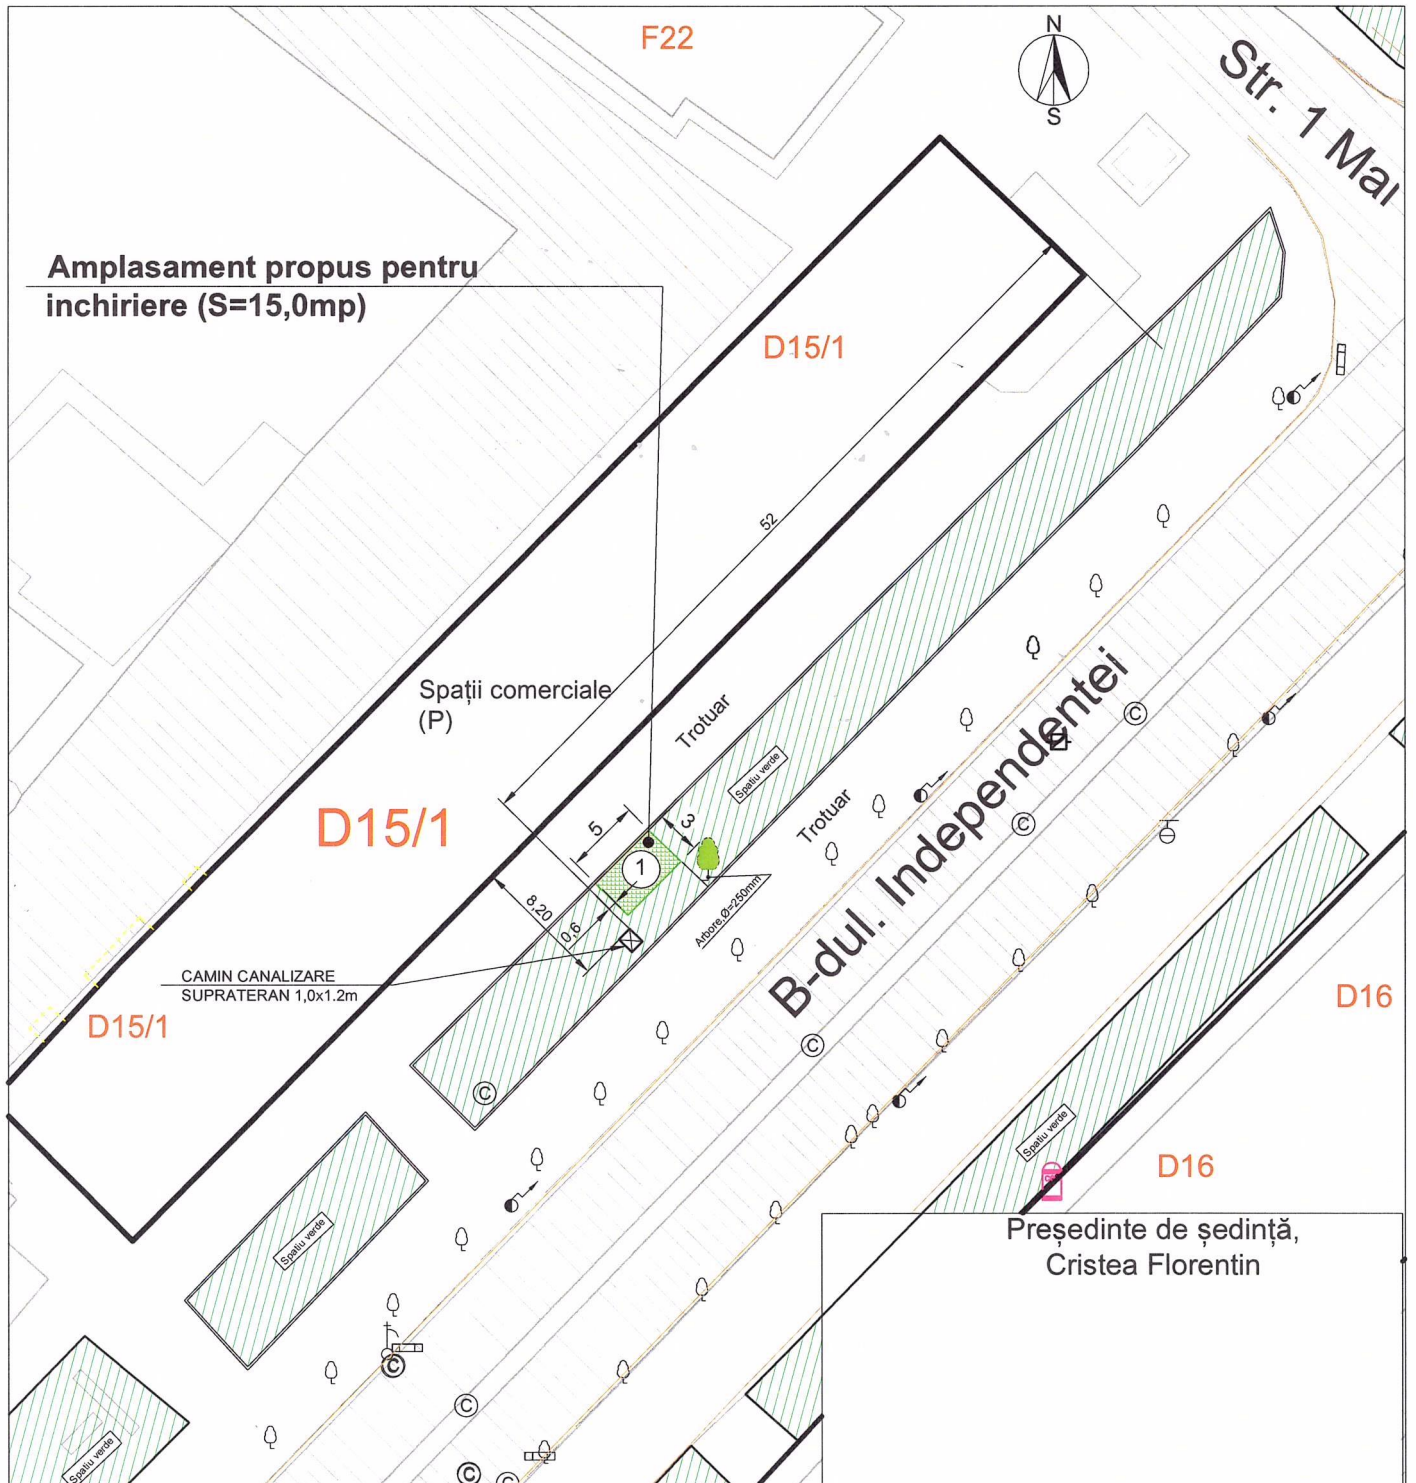 F22
N
S
Str. 1 Mai
Amplasament propus pentru
inchiriere (S=15,0mp)
D15/1
52
Spații comerciale
(P)
Trotuar
Spatiu verde
D15/1
Trotuar
5
3
1
8,20
0,6
Arbore,Ø=250mm
B-dul. Independentei
C
C
C
CAMIN CANALIZARE
SUPRATERAN 1,0x1.2m
D15/1
D16
C
Spatiu verde
D16
Spatiu verde
Președinte de ședință,
Cristea Florentin
C
C
Spatiu verde
C
C